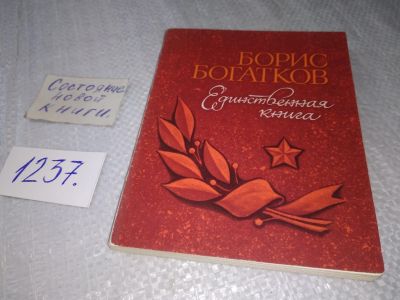 БОРИС
БОГАТКОВ
Единственная
книга
Состояние
новой
книги.
1237.